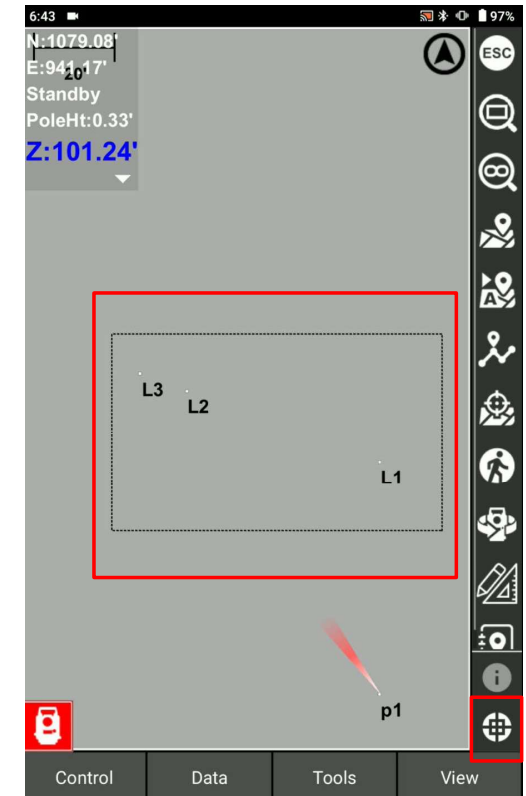 6:43
97%
N:1079.08'
E:941.17'
20'
Standby
PoleHt:0.33'
Z:101.24'
ESC
A
L3
L2
L1
p1
Control Data Tools View